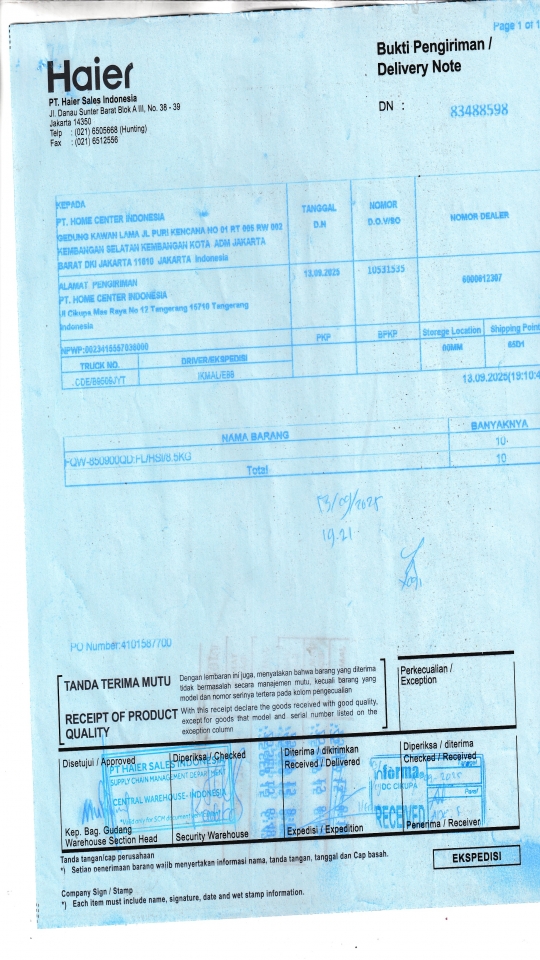 Page 1 of 1
Haier
Bukti Pengiriman /
Delivery Note
PT. Haier Sales Indonesia
Jl. Danau Sunter Barat Blok A III, No. 38 - 39
Jakarta 14350
Telp : (021) 6505668 (Hunting)
Fax : (021) 6512556
DN : 83488598
KEPADA
PT. HOME CENTER INDONESIA
GEDUNG KAWAN LAMA JL PURI KENCANA NO 01 RT 006 RW 002
KEMBANGAN SELATAN KEMBANGAN KOTA ADM JAKARTA
BARAT DKI JAKARTA 11610 JAKARTA Indonesia
TANGGAL
D.N
NOMOR
D.O.V/SO
NOMOR DEALER
ALAMAT PENGIRIMAN
PT. HOME CENTER INDONESIA
Jl Cikupa Mas Raya No 17 Tangerang 15710 Tangerang
Indonesia
13.09.2025
10531535
6000612367
NPWP:
PKP
BPKP
Storege Location
Shipping Point
00MM
65D1
TRUCK NO.
DRIVER/EKSPEDISI
CDE/B9506JYT
IKMAL/E88
13.09.2025(19:10:4
NAMA BARANG
BANYAKNYA
FQW-850900QD:FL/HSI/8.5KG
10
Total
10
13/09/2025
19.21
PO Number:4101587700
TANDA TERIMA MUTU
Dengan lembaran ini juga, menyatakan bahwa barang yang diterima
tidak bermasalah secara manajemen mutu, kecuali barang yang
model dan nomor serinya tertera pada kolom pengecualian
RECEIPT OF PRODUCT
QUALITY
With this receipt declare the goods received with good quality,
except for goods that model and serial number listed on the
exception column
Perkecualian /
Exception
Disetujui / Approved
Diperiksa / Checked
Diterima / dikirimkan
Received / Delivered
Diperiksa / diterima
Checked / Received
PT HAIER SALES INDONESIA
SUPPLY CHAIN MANAGEMENT DEPARTMENT
CENTRAL WAREHOUSE- INDONESIA
*Valid only for SCM document
informa
DC CIKUPA
RECEIVED
Paraf
Kep. Bag. Gudang
Warehouse Section Head
Security Warehouse
Expedisi / Expedition
Penerima / Receiver
Tanda tangan/cap perusahaan
*) Setian penerimaan barang wajib menyertakan informasi nama, tanda tangan, tanggal dan Cap basah.
EKSPEDISI
Company Sign / Stamp
*) Each item must include name, signature, date and wet stamp information.